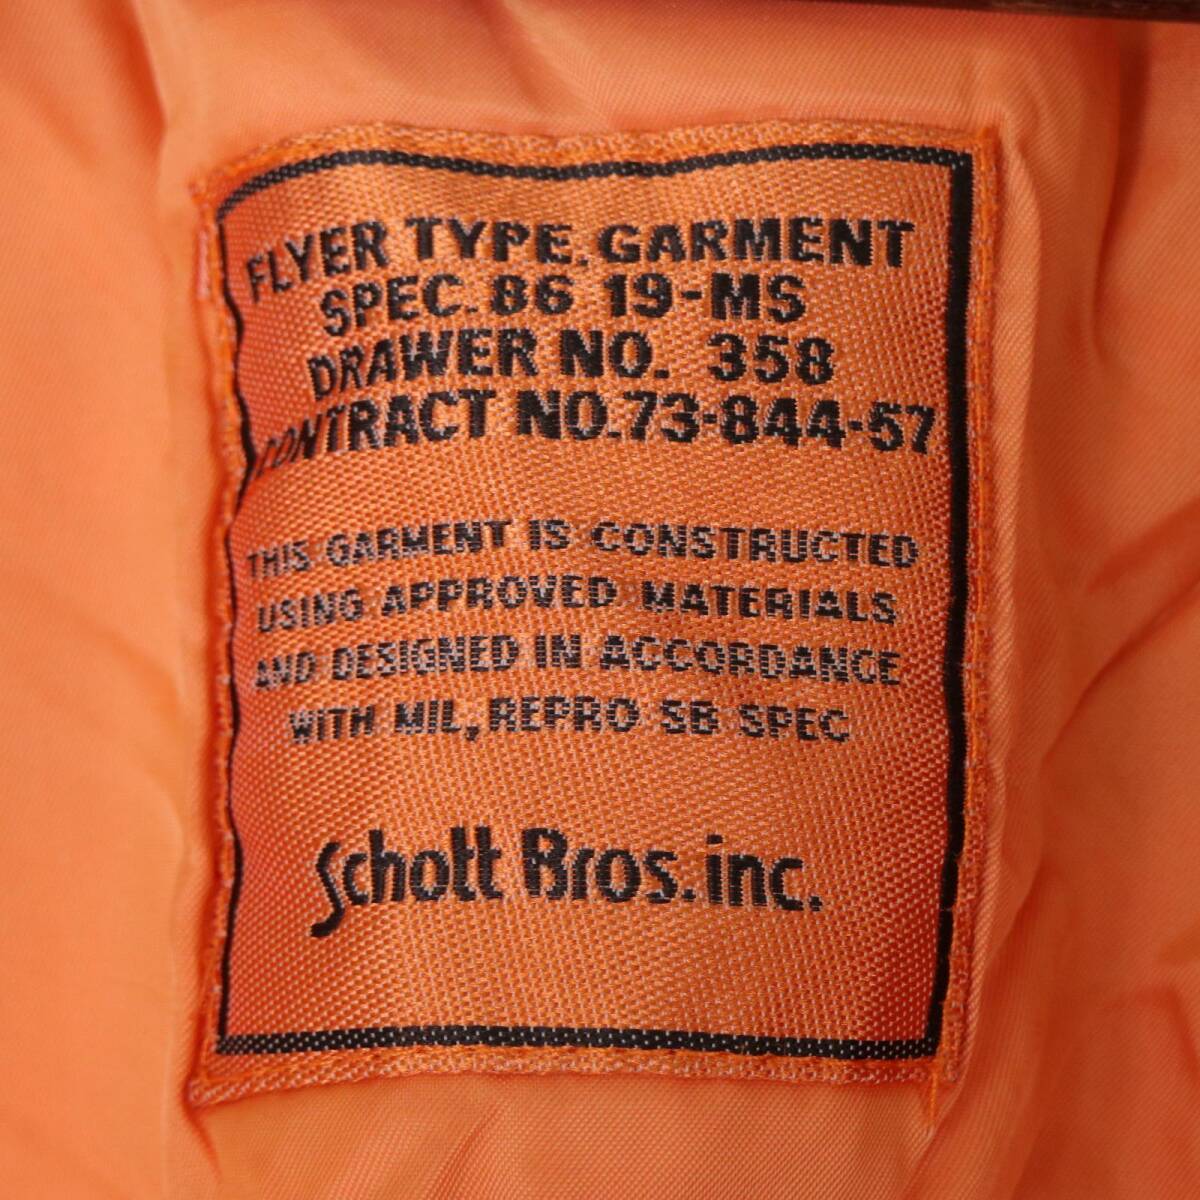 FLYER TYPE. GARMENT
SPEC. 86 19-MS
DRAWER NO. 358
CONTRACT NO. 73-844-57
THIS GARMENT IS CONSTRUCTED
USING APPROVED MATERIALS
AND DESIGNED IN ACCORDANCE
WITH MIL, REPRO SB SPEC
Schott Bros. inc.